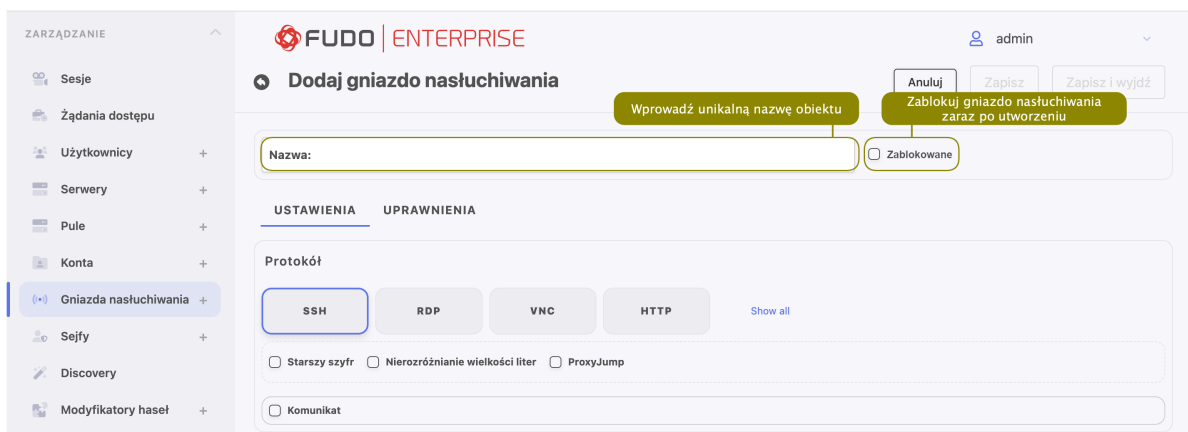 ZARZĄDZANIE
Sesje
Żądania dostępu
Użytkownicy +
Serwery +
Pule +
Konta +
Gniazda nasłuchiwania +
Sejfy +
Discovery
Modyfikatory haseł +
FUDO | ENTERPRISE
admin
Dodaj gniazdo nasłuchiwania
Anuluj
Zapisz
Zapisz i wyjdź
Wprowadź unikalną nazwę obiektu
Zablokuj gniazdo nasłuchiwania
zaraz po utworzeniu
Nazwa:
Zablokowane
USTAWIENIA UPRAWNIENIA
Protokół
SSH RDP VNC HTTP Show all
Starszy szyfr Nierozróżnianie wielkości liter ProxyJump
Komunikat